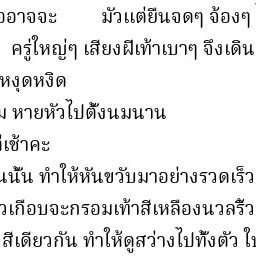 ออาจจะ มัวแต่ยืนจดๆ จ้องๆ
ครู่ใหญ่ๆ เสียงฝีเท้าเบาๆ จึงเดิน
หงุดหงิด
ม หายหัวไปตั้งนมนาน
่เช้าคะ
นนั้น ทำให้หันขวับมาอย่างรวดเร็ว
วเกือบจะกรอมเท้าสีเหลืองนวลริ้ว
สีเดียวกัน ทำให้ดูสว่างไปทั้งตัว ใบ